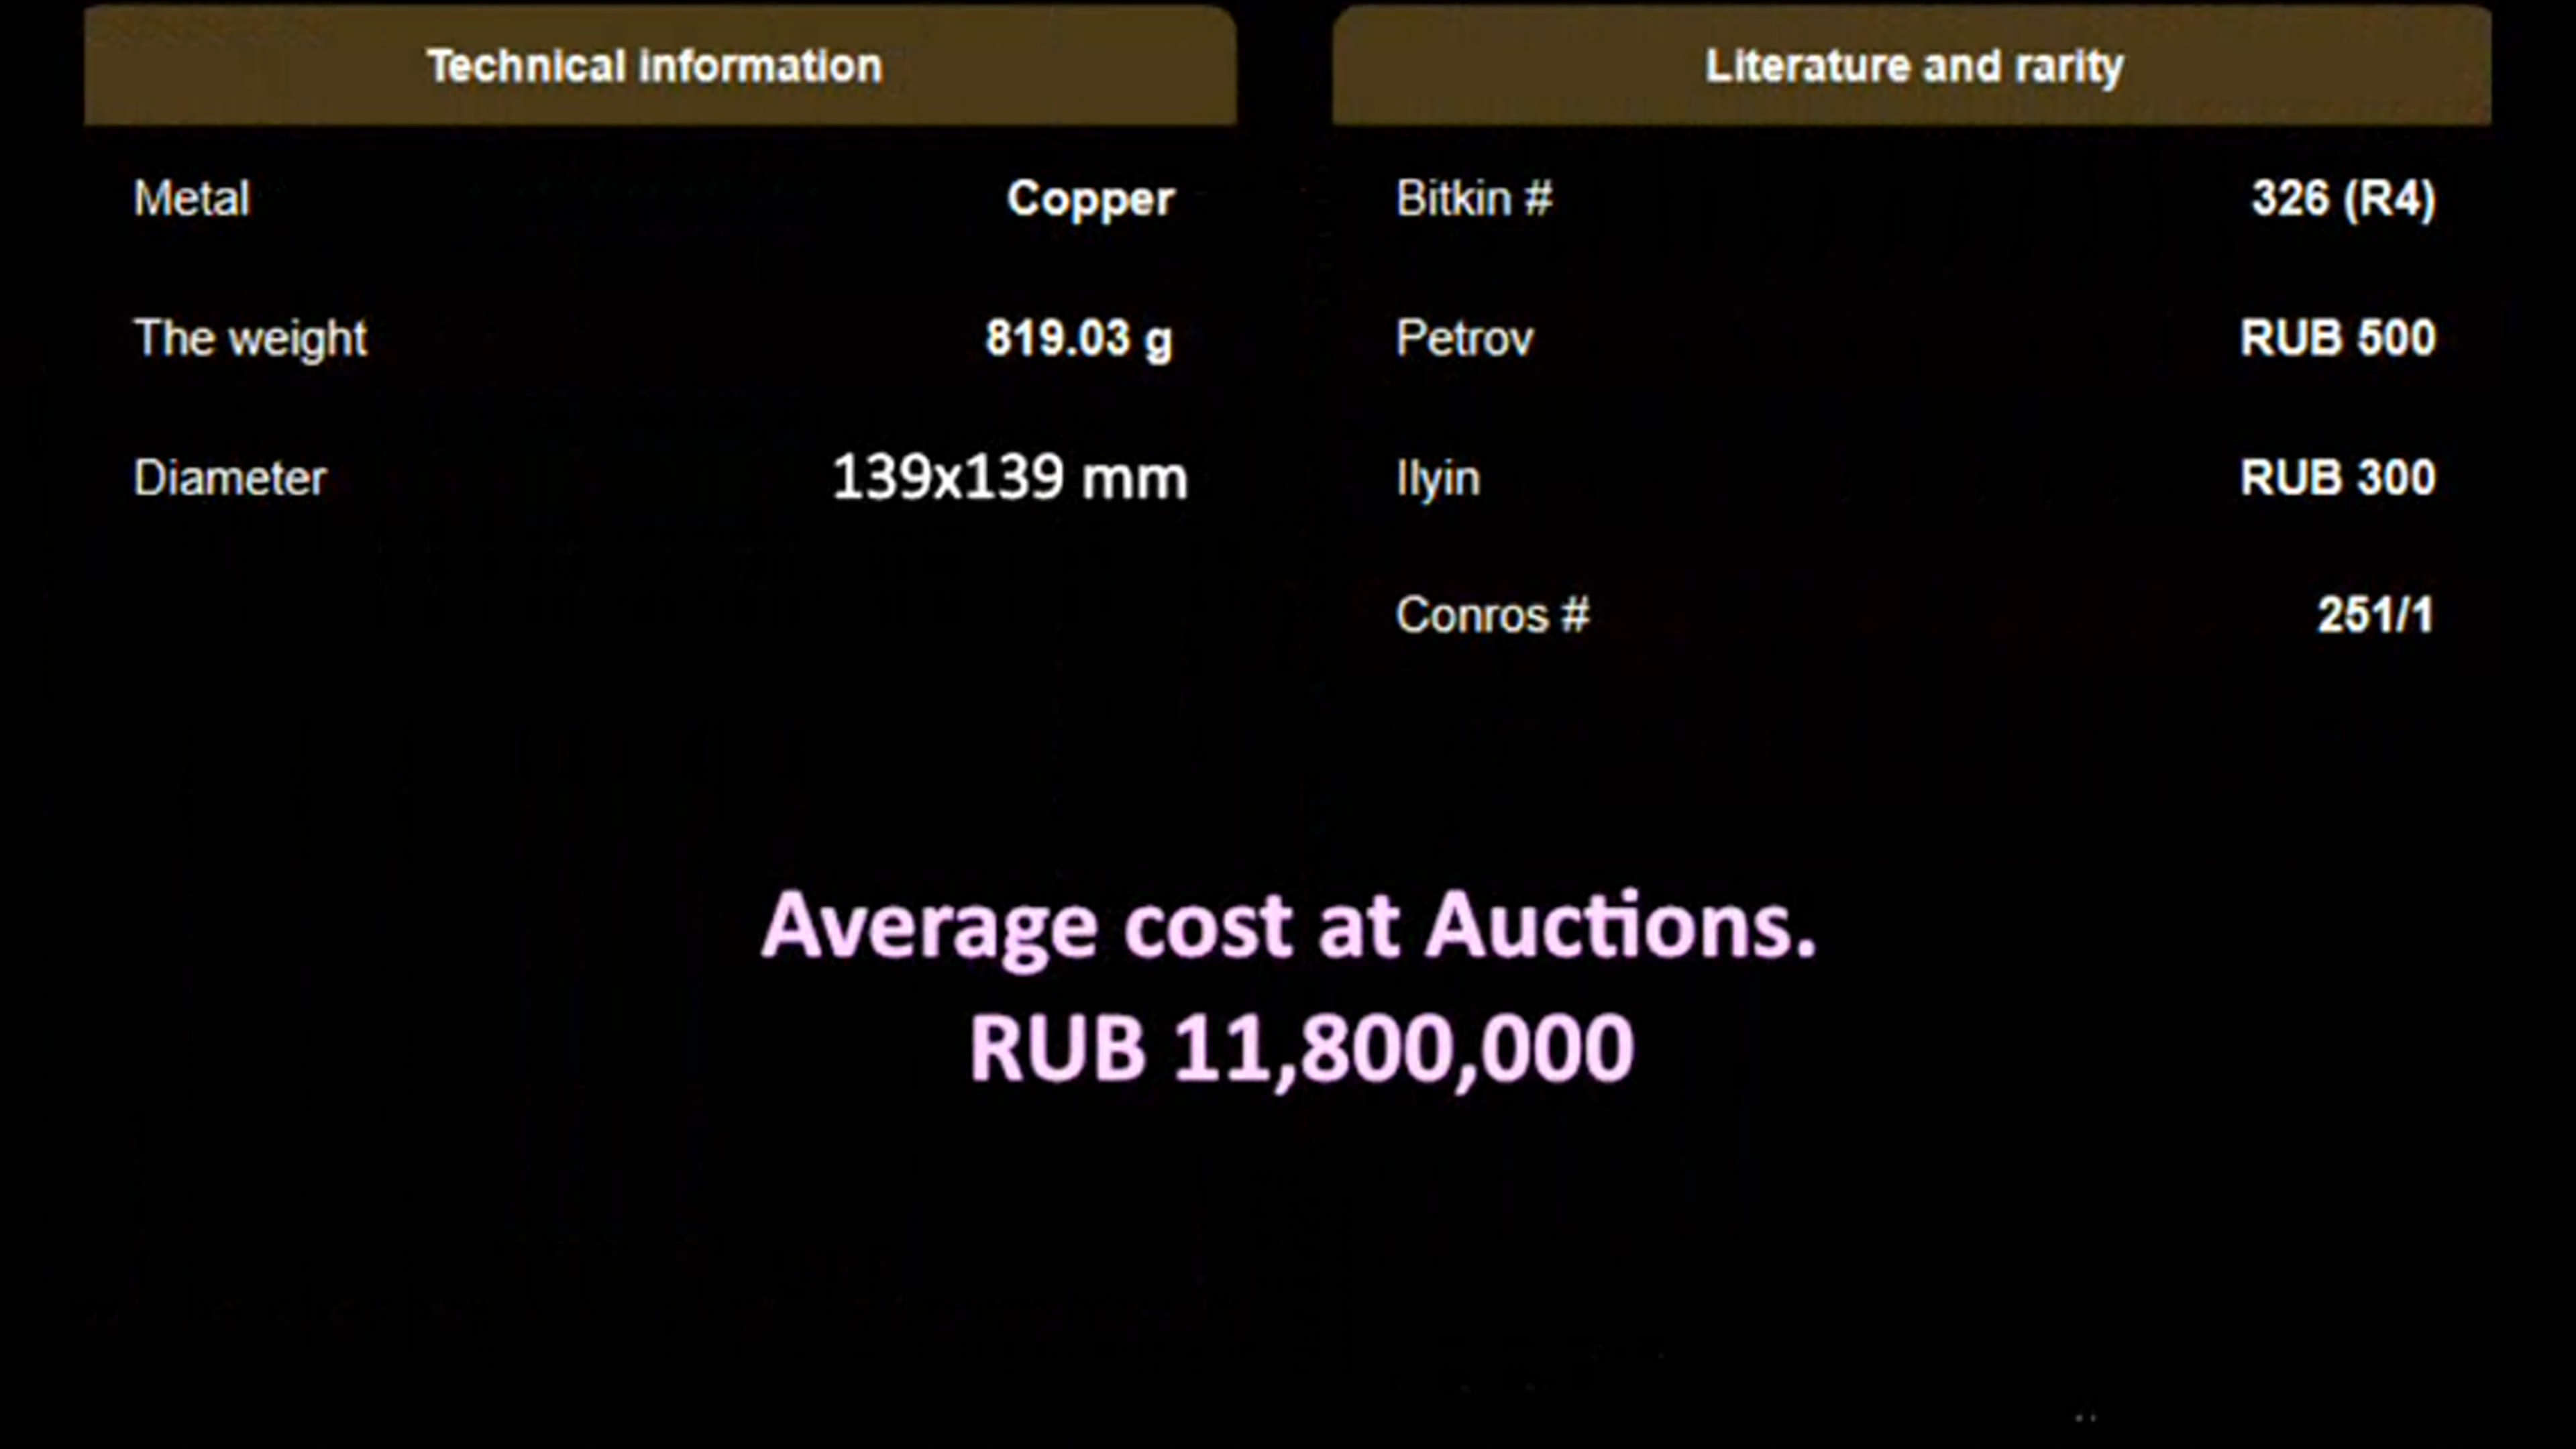 Technical information
Metal Copper
The weight 819.03 g
Diameter 139x139 mm
Literature and rarity
Bitkin # 326 (R4)
Petrov RUB 500
Ilyin RUB 300
Conros # 251/1
Average cost at Auctions.
RUB 11,800,000